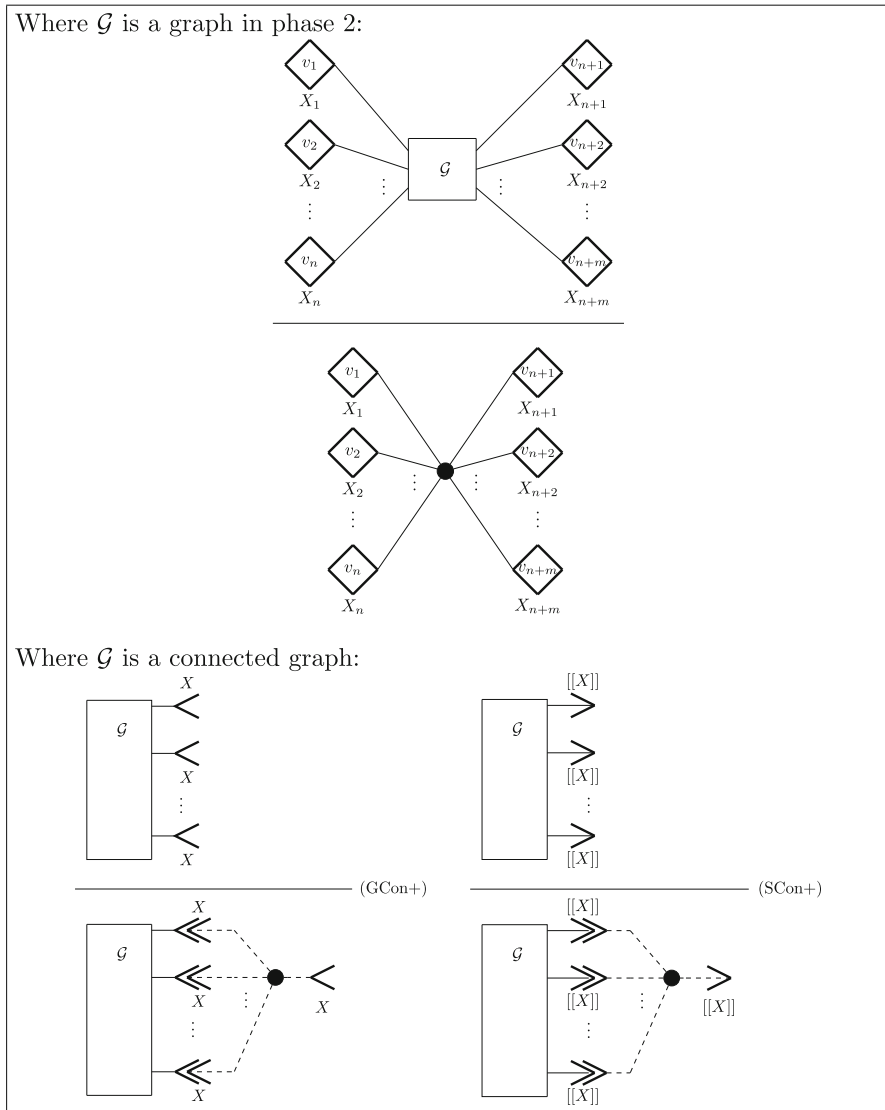 Where 𝒢 is a graph in phase 2:
v₁ vₙ₊₁
X₁ Xₙ₊₁
v₂ 𝒢 vₙ₊₂
X₂ ⋮ ⋮ Xₙ₊₂
⋮ ⋮
vₙ vₙ₊ₘ
Xₙ Xₙ₊ₘ
v₁ vₙ₊₁
X₁ Xₙ₊₁
v₂ vₙ₊₂
X₂ ⋮ ⋮ Xₙ₊₂
⋮ ⋮
vₙ vₙ₊ₘ
Xₙ Xₙ₊ₘ
Where 𝒢 is a connected graph:
X [[X]]
𝒢 𝒢
X [[X]]
⋮ ⋮
X [[X]]
(GCon+) (SCon+)
X [[X]]
𝒢 𝒢
X ⋮ X [[X]] ⋮ [[X]]
⋮ ⋮
X [[X]]